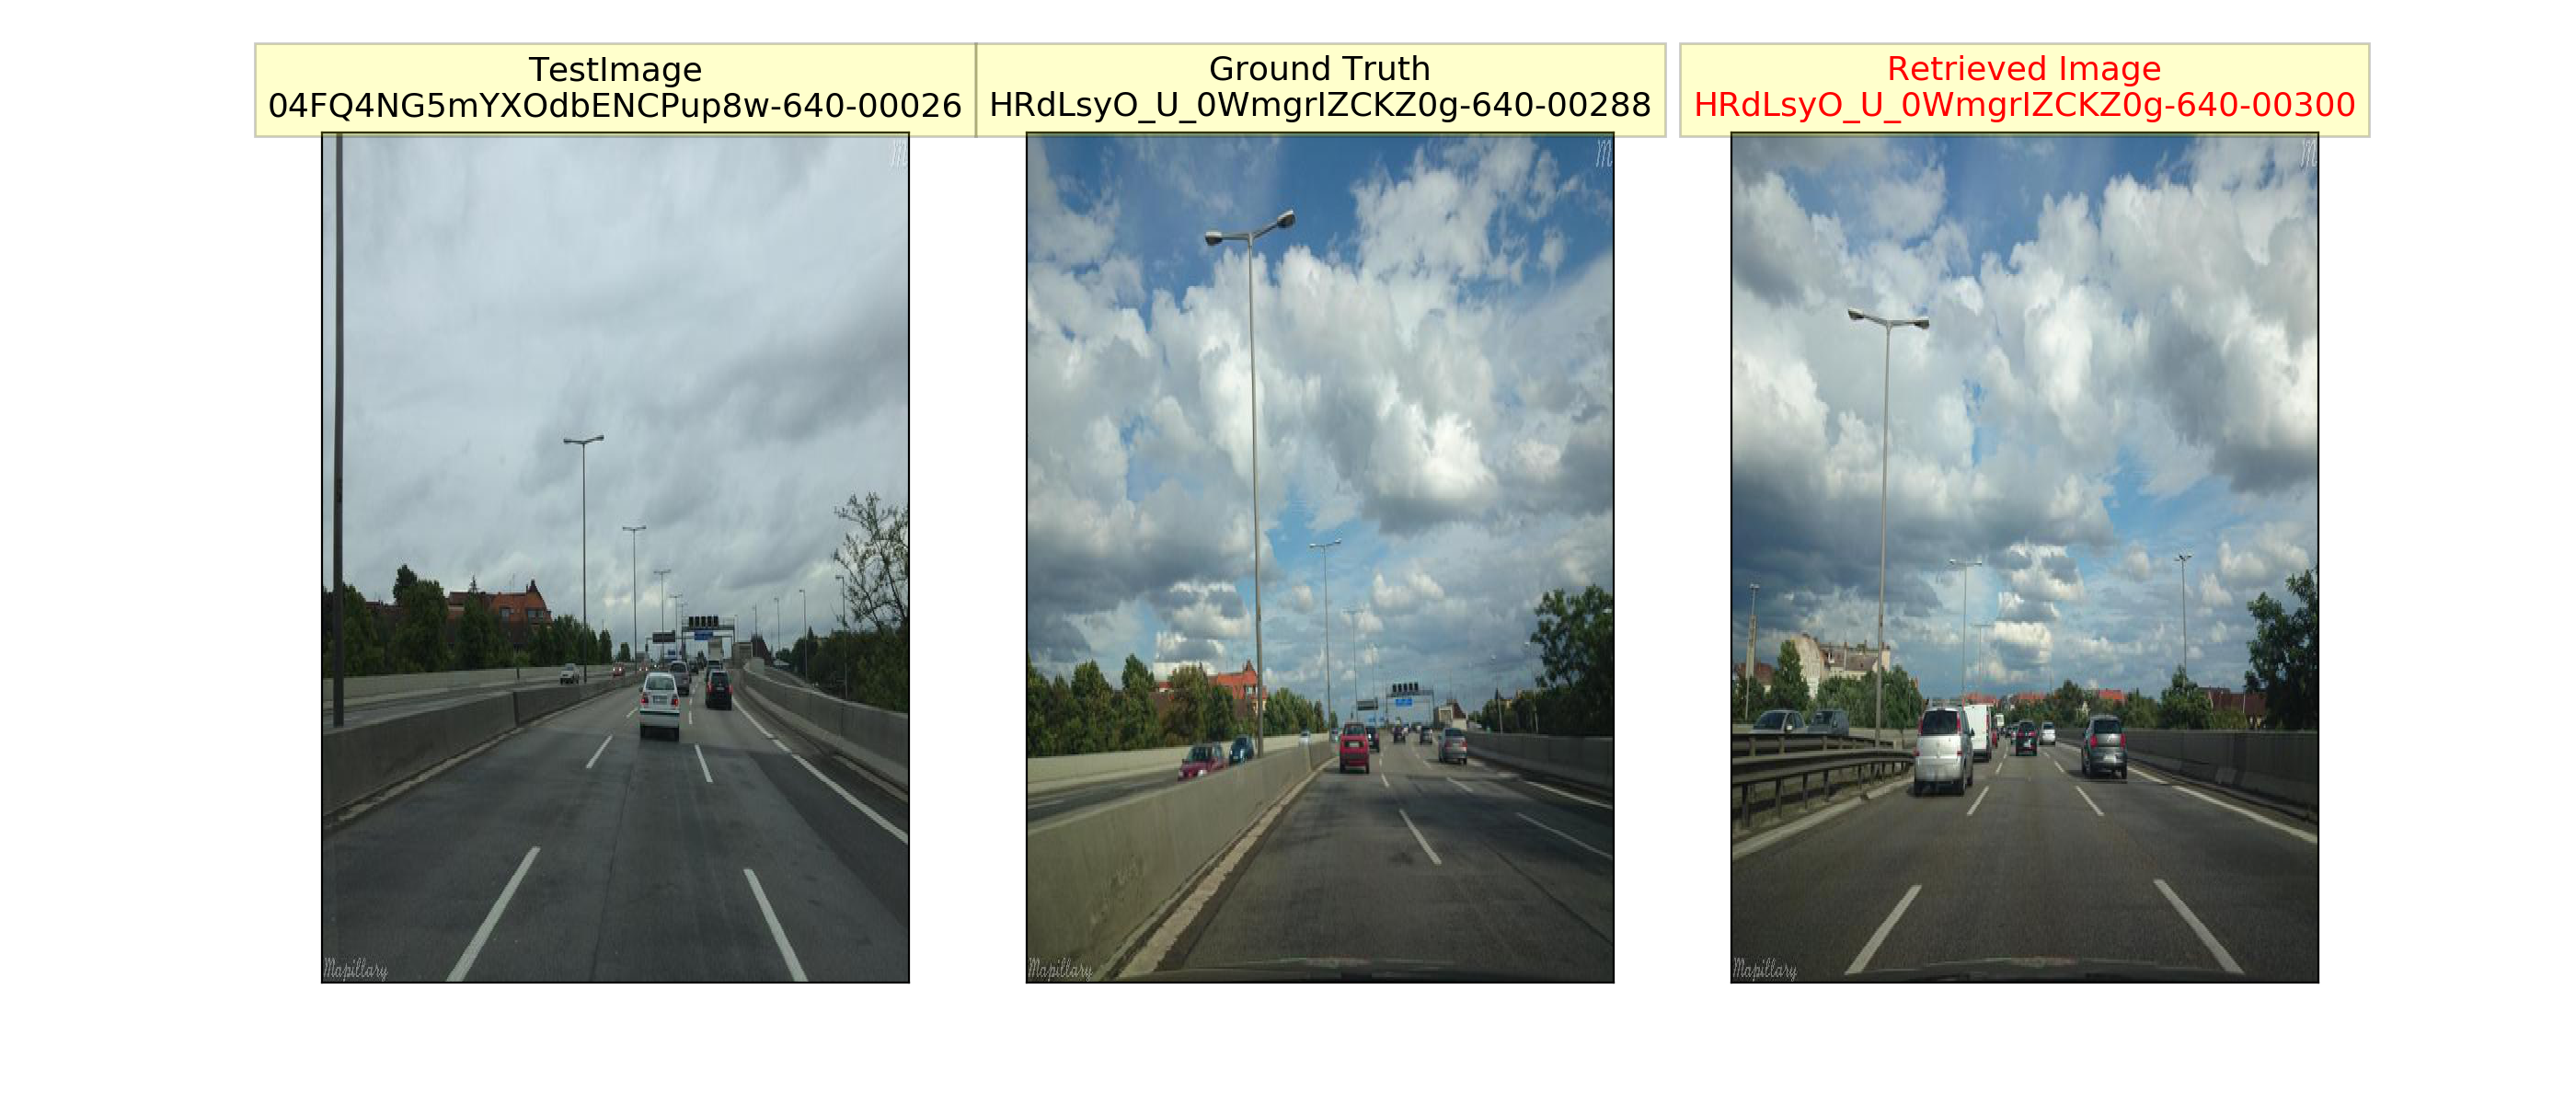 TestImage
04FQ4NG5mYXOdbENCPup8w-640-00026
Ground Truth
HRdLsyO_U_0WmgrIZCKZ0g-640-00288
Retrieved Image
HRdLsyO_U_0WmgrIZCKZ0g-640-00300
M
M
M
Mapillary
Mapillary
Mapillary